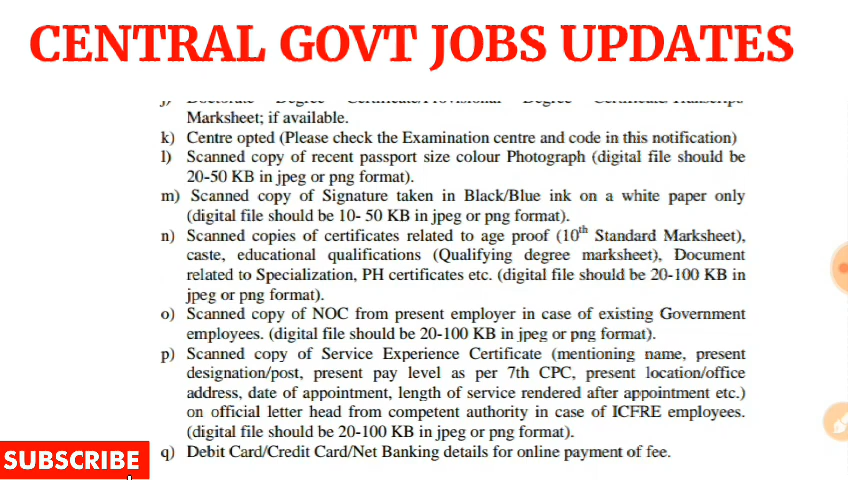 CENTRAL GOVT JOBS UPDATES
j) Doctorate Degree Certificate/Provisional Degree Certificate/Transcrips
Marksheet; if available.
k) Centre opted (Please check the Examination centre and code in this notification)
l) Scanned copy of recent passport size colour Photograph (digital file should be
20-50 KB in jpeg or png format).
m) Scanned copy of Signature taken in Black/Blue ink on a white paper only
(digital file should be 10- 50 KB in jpeg or png format).
n) Scanned copies of certificates related to age proof (10th Standard Marksheet),
caste, educational qualifications (Qualifying degree marksheet), Document
related to Specialization, PH certificates etc. (digital file should be 20-100 KB in
jpeg or png format).
o) Scanned copy of NOC from present employer in case of existing Government
employees. (digital file should be 20-100 KB in jpeg or png format).
p) Scanned copy of Service Experience Certificate (mentioning name, present
designation/post, present pay level as per 7th CPC, present location/office
address, date of appointment, length of service rendered after appointment etc.)
on official letter head from competent authority in case of ICFRE employees.
(digital file should be 20-100 KB in jpeg or png format).
q) Debit Card/Credit Card/Net Banking details for online payment of fee.
SUBSCRIBE